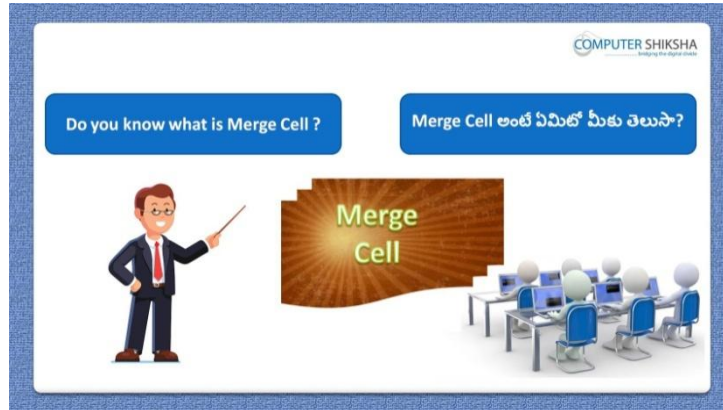 COMPUTER SHIKSHA
bridging the digital divide
Do you know what is Merge Cell ?
Merge Cell అంటే ఏమిటో మీకు తెలుసా?
Merge
Cell